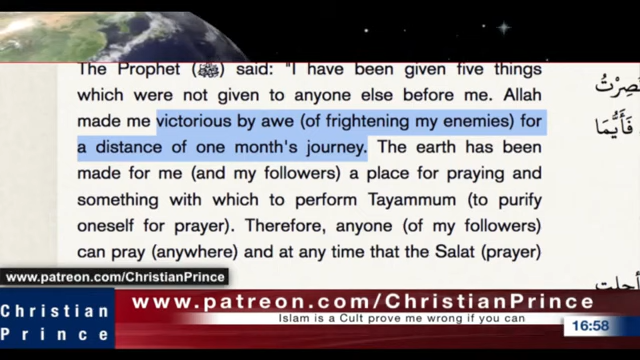 The Prophet (ﷺ) said: "I have been given five things
which were not given to anyone else before me. Allah
made me victorious by awe (of frightening my enemies) for
a distance of one month's journey. The earth has been
made for me (and my followers) a place for praying and
something with which to perform Tayammum (to purify
oneself for prayer). Therefore, anyone (of my followers)
can pray (anywhere) and at any time that the Salat (prayer)
فَأَيُّمَا
www.patreon.com/ChristianPrince
www.patreon.com/ChristianPrince
Christian
Prince
Islam is a Cult prove me wrong if you can
16:58